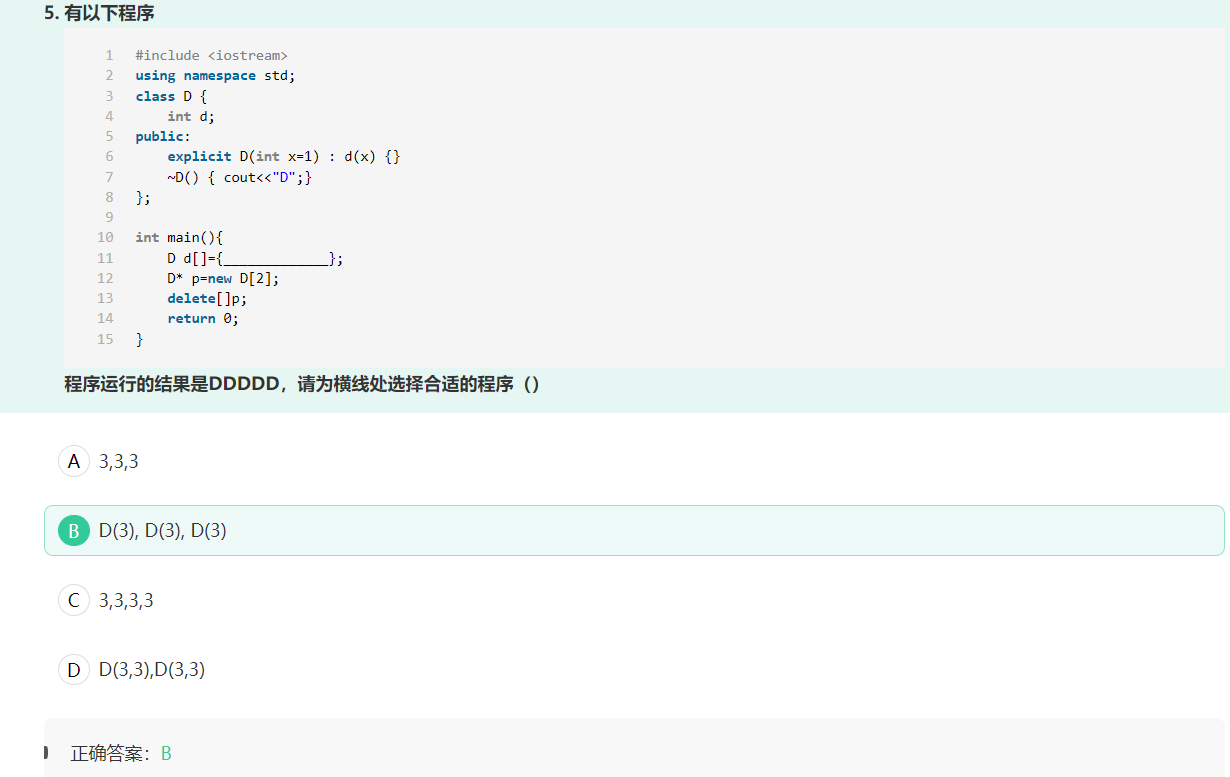 5. 有以下程序
1 #include <iostream>
2 using namespace std;
3 class D {
4     int d;
5 public:
6     explicit D(int x=1) : d(x) {}
7     ~D() { cout<<"D";}
8 };
9
10 int main(){
11     D d[]={_____________};
12     D* p=new D[2];
13     delete[]p;
14     return 0;
15 }
程序运行的结果是DDDDD，请为横线处选择合适的程序（）
A 3,3,3
B D(3), D(3), D(3)
C 3,3,3,3
D D(3,3),D(3,3)
正确答案：B